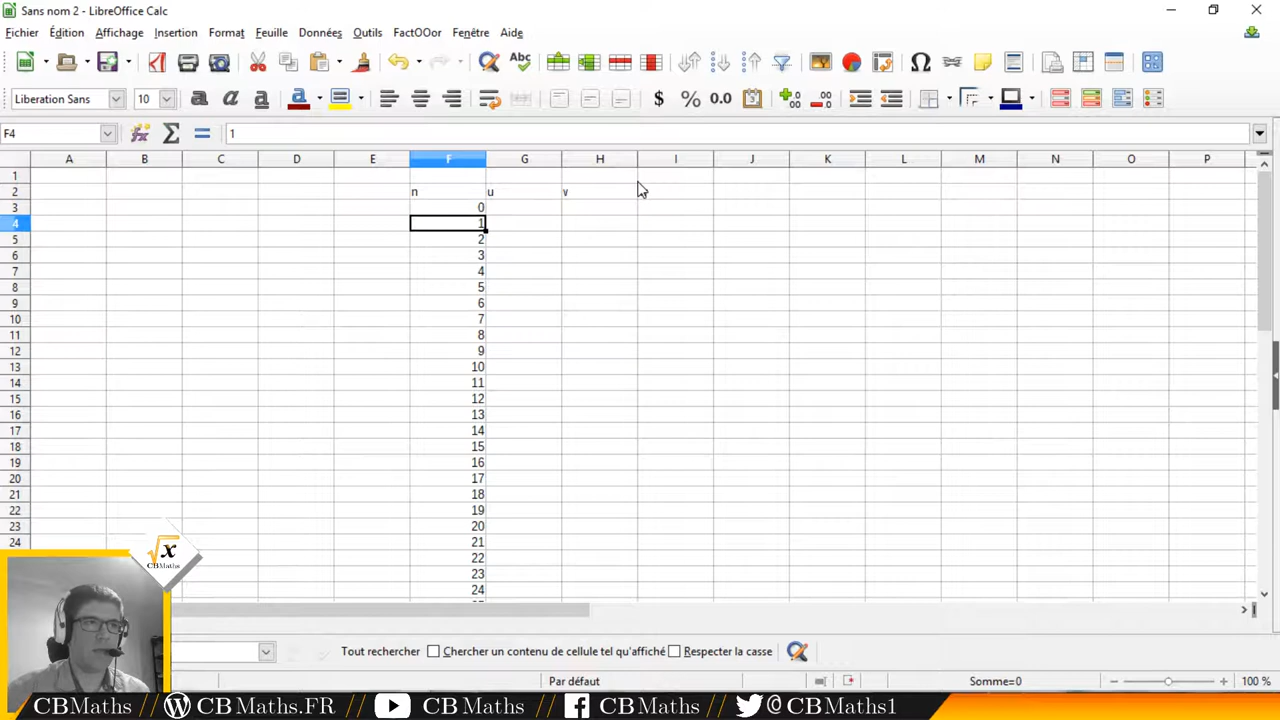 Sans nom 2 - LibreOffice Calc
Fichier Édition Affichage Insertion Format Feuille Données Outils FactOOor Fenêtre Aide
Liberation Sans 10 a a a a $ % 0.0
F4 1
A B C D E F G H I J K L M N O P
1
2 n u v
3 0
4 1
5 2
6 3
7 4
8 5
9 6
10 7
11 8
12 9
13 10
14 11
15 12
16 13
17 14
18 15
19 16
20 17
21 18
22 19
23 20
24 21
22
23
24
√x
CBMaths
Tout rechercher Chercher un contenu de cellule tel qu'affiché Respecter la casse
Par défaut Somme=0 100 %
CBMaths CBMaths.FR CBMaths CBMaths @CBMaths1